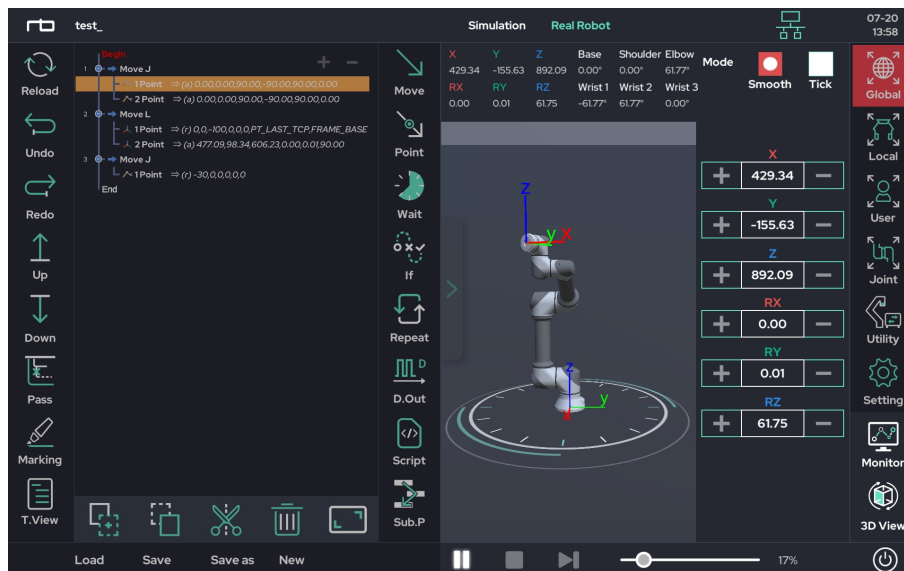 test_
Simulation Real Robot
07-20
13:58
Reload
Undo
Redo
Up
Down
Pass
Marking
T.View
Begin
1 Move J
1 Point ⇒ (a) 0.00,0.00,90.00,-90.00,90.00,0.00
2 Point ⇒ (a) 0.00,0.00,90.00,-90.00,90.00,0.00
2 Move L
1 Point ⇒ (r) 0,0,-100,0,0,0,PT_LAST_TCP,FRAME_BASE
2 Point ⇒ (a) 477.09,98.34,606.23,0.00,0.01,90.00
3 Move J
1 Point ⇒ (r) -30,0,0,0,0,0
End
Move
Point
Wait
If
Repeat
D
D.Out
Script
Sub.P
X Y Z Base Shoulder Elbow
429.34 -155.63 892.09 0.00° 0.00° 61.77°
RX RY RZ Wrist 1 Wrist 2 Wrist 3
0.00 0.01 61.75 -61.77° 61.77° 0.00°
Mode
Smooth Tick
Z
y X
z
y
x
X
+ 429.34 −
Y
+ -155.63 −
Z
+ 892.09 −
RX
+ 0.00 −
RY
+ 0.01 −
RZ
+ 61.75 −
Global
Local
User
Joint
Utility
Setting
Monitor
3D View
Load Save Save as New
17%